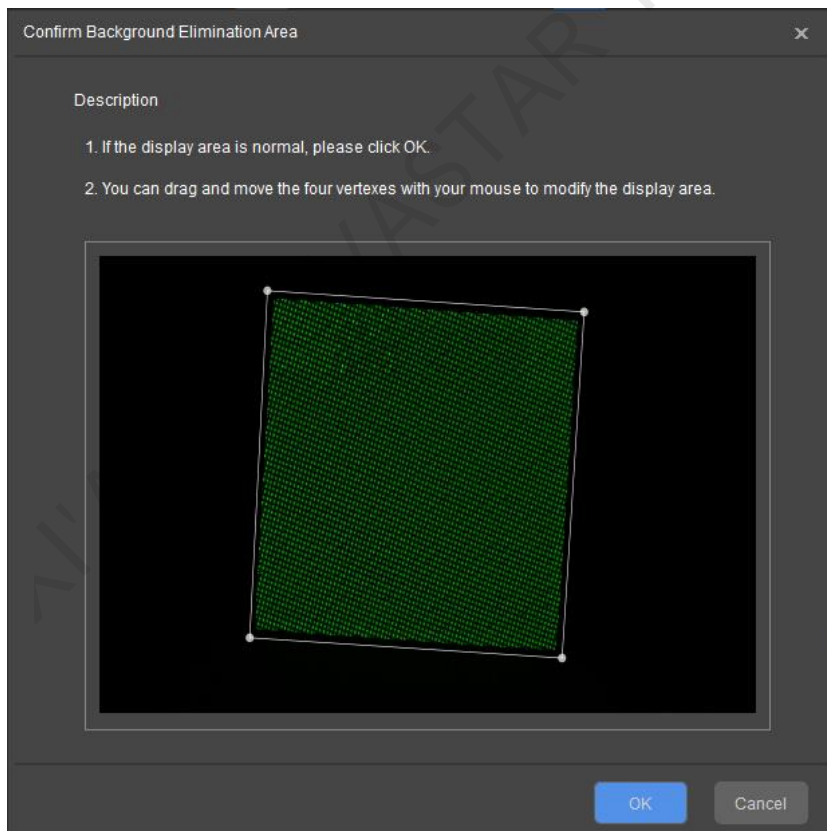 Confirm Background Elimination Area
Description
1. If the display area is normal, please click OK.
2. You can drag and move the four vertexes with your mouse to modify the display area.
OK
Cancel